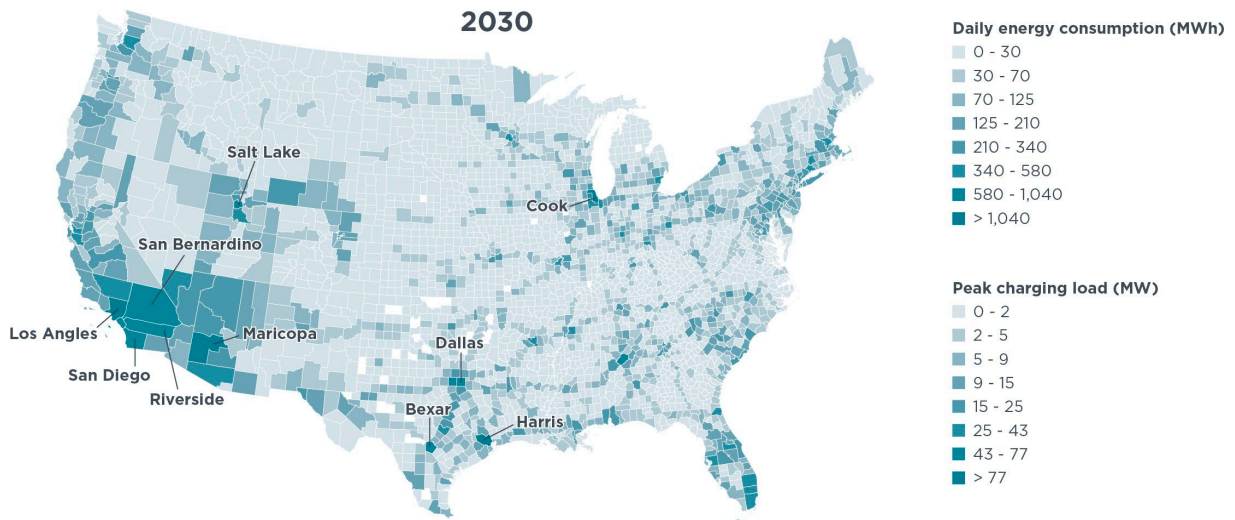 2030
Daily energy consumption (MWh)
0 - 30
30 - 70
70 - 125
125 - 210
210 - 340
340 - 580
580 - 1,040
> 1,040
Salt Lake
Cook
San Bernardino
Los Angles
Maricopa
Dallas
San Diego
Riverside
Bexar
Harris
Peak charging load (MW)
0 - 2
2 - 5
5 - 9
9 - 15
15 - 25
25 - 43
43 - 77
> 77